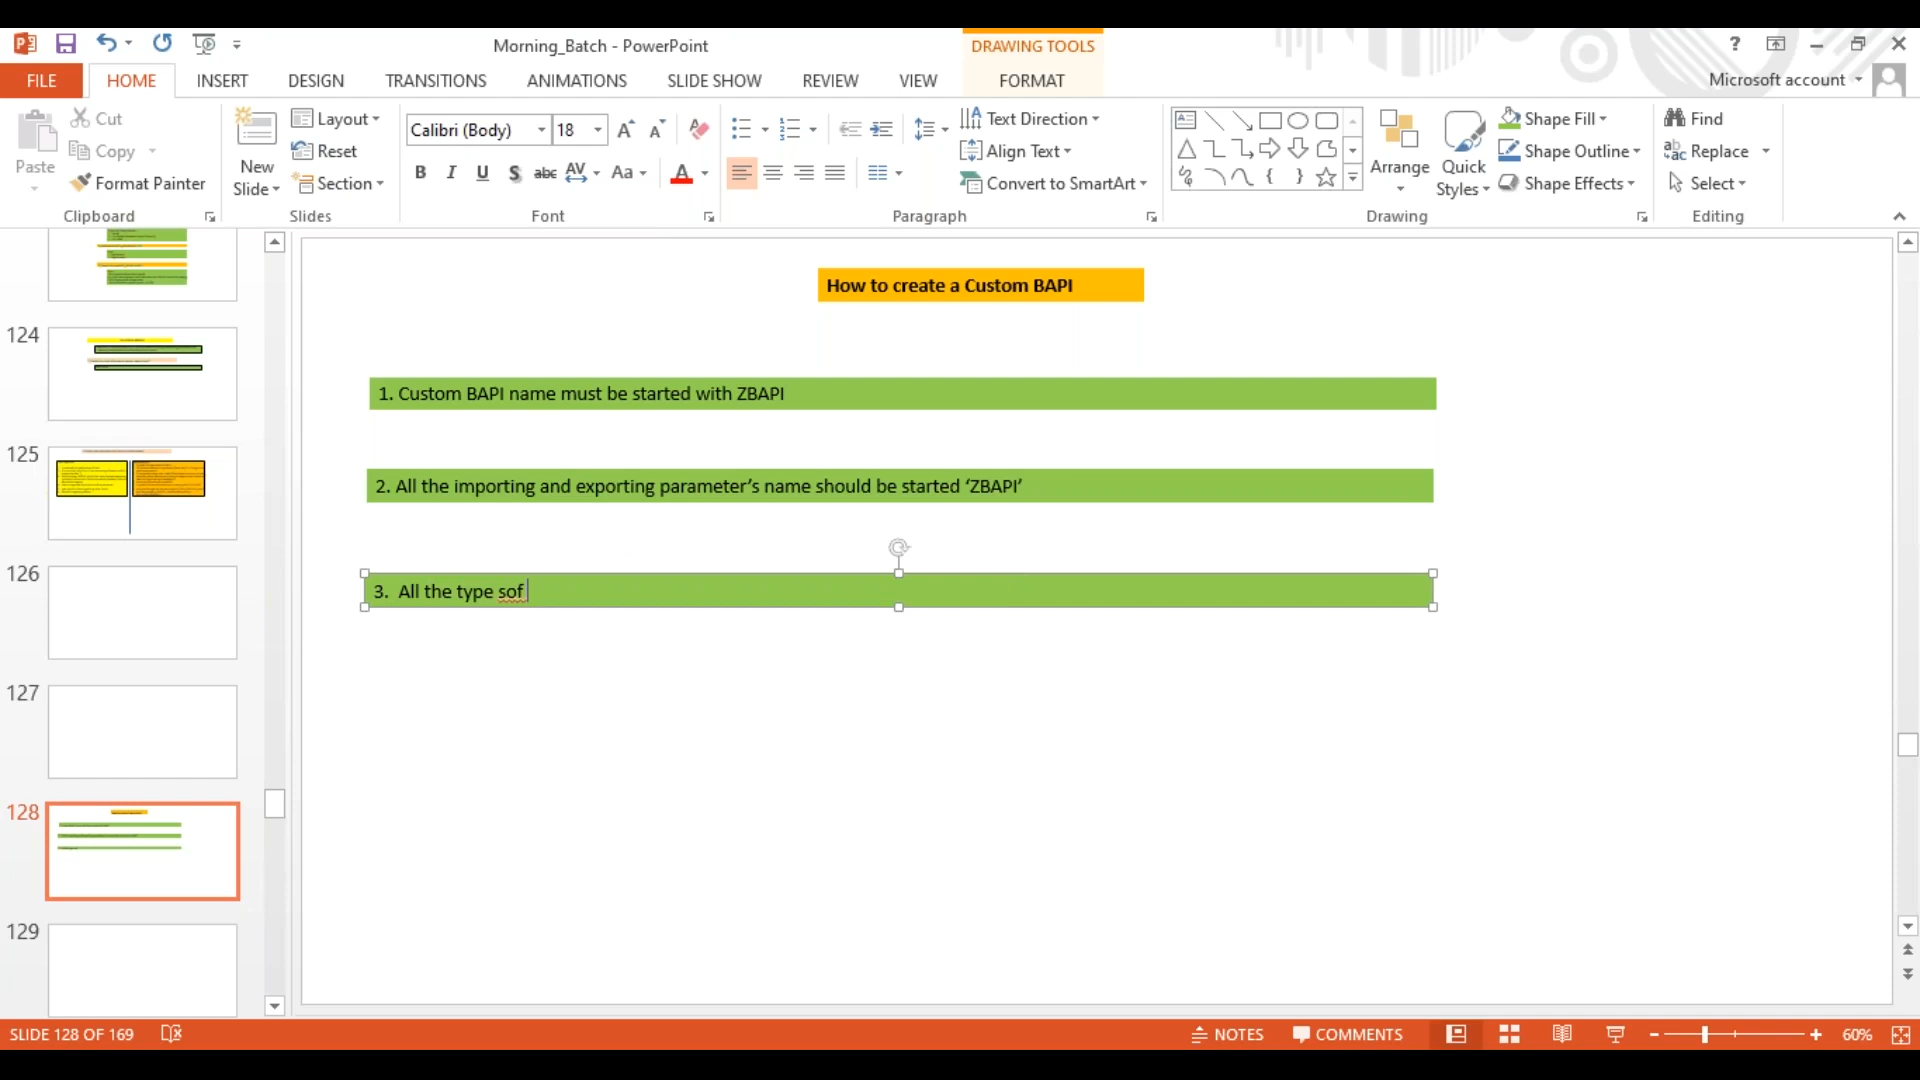 Morning_Batch - PowerPoint
DRAWING TOOLS
?
FILE
HOME
INSERT
DESIGN
TRANSITIONS
ANIMATIONS
SLIDE SHOW
REVIEW
VIEW
FORMAT
Microsoft account
Paste
Cut
Copy
Format Painter
Clipboard
New
Slide
Layout
Reset
Section
Slides
Calibri (Body)
18
B I U S abc AV Aa A
Font
Text Direction
Align Text
Convert to SmartArt
Paragraph
Arrange
Quick
Styles
Shape Fill
Shape Outline
Shape Effects
Drawing
Find
Replace
Select
Editing
124
125
126
127
128
129
How to create a Custom BAPI
1. Custom BAPI name must be started with ZBAPI
2. All the importing and exporting parameter’s name should be started ‘ZBAPI’
3. All the type sof
SLIDE 128 OF 169
NOTES
COMMENTS
60%